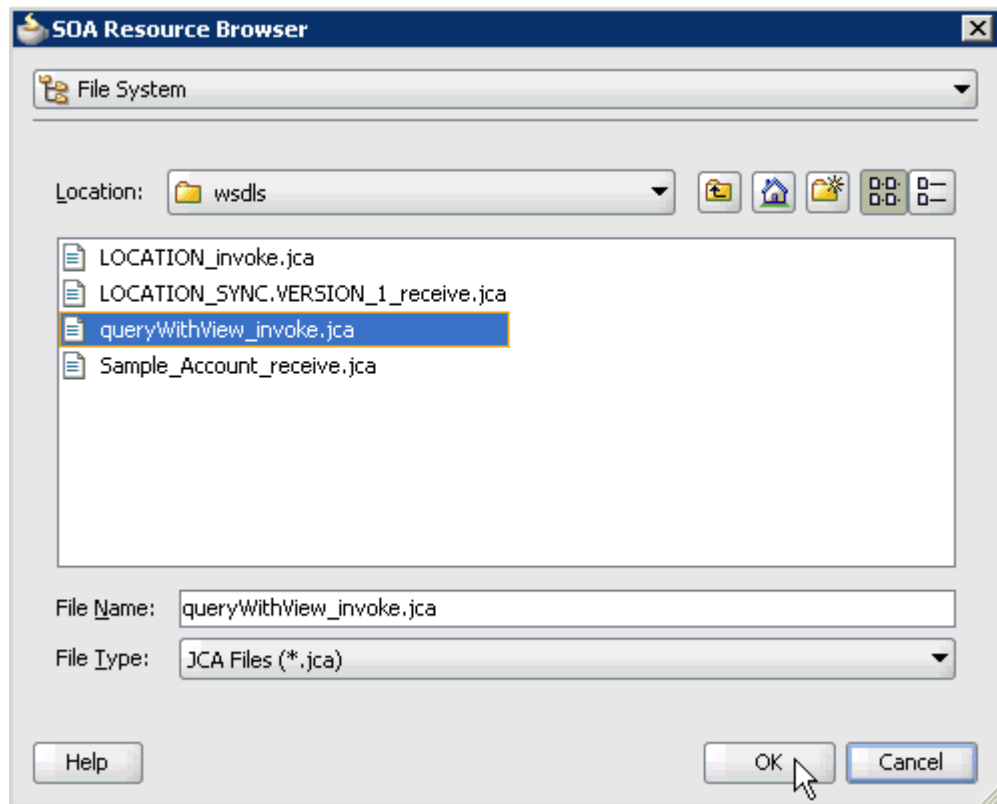 SOA Resource Browser
File System
Location: wsdls
LOCATION_invoke.jca
LOCATION_SYNC.VERSION_1_receive.jca
queryWithView_invoke.jca
Sample_Account_receive.jca
File Name: queryWithView_invoke.jca
File Type: JCA Files (*.jca)
Help OK Cancel